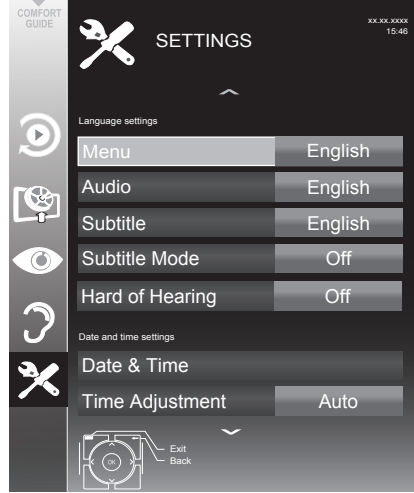 COMFORT
GUIDE
SETTINGS
xx.xx.xxxx
15:46
Language settings
Menu English
Audio English
Subtitle English
Subtitle Mode Off
Hard of Hearing Off
Date and time settings
Date & Time
Time Adjustment Auto
OK
Exit
Back